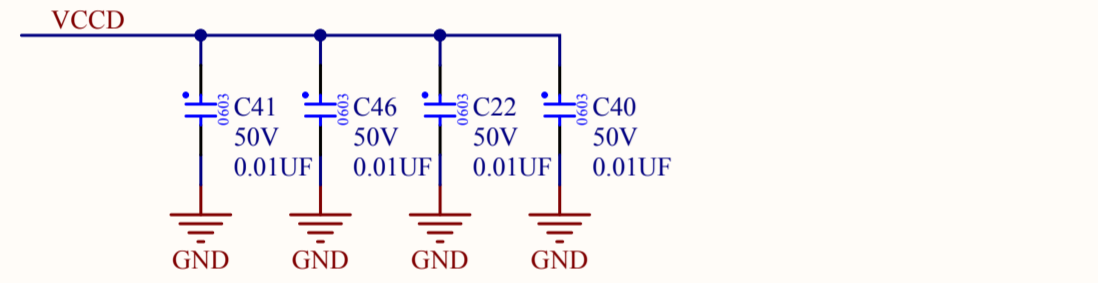 VCCD
0603
C41
50V
0.01UF
0603
C46
50V
0.01UF
0603
C22
50V
0.01UF
0603
C40
50V
0.01UF
GND
GND
GND
GND